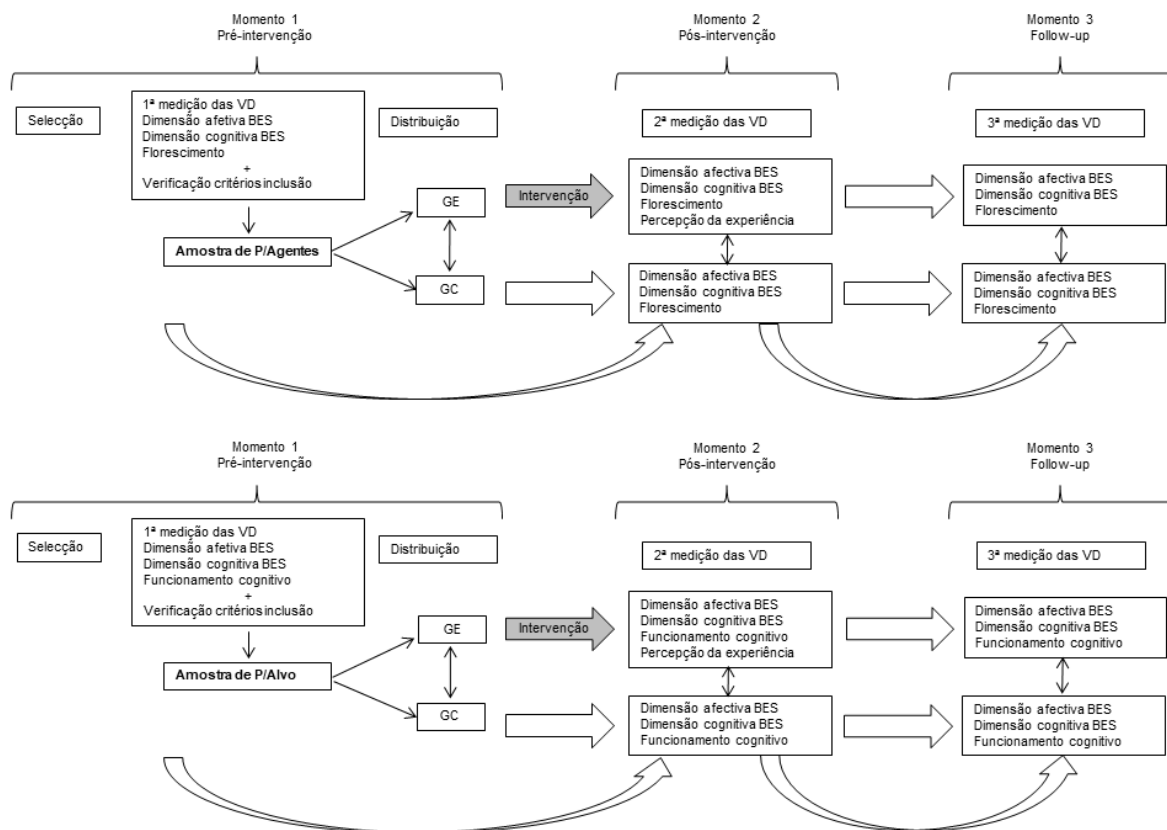 Momento 1
Pré-intervenção
Momento 2
Pós-intervenção
Momento 3
Follow-up
Selecção
1ª medição das VD
Dimensão afetiva BES
Dimensão cognitiva BES
Florescimento
+
Verificação critérios inclusão
Distribuição
2ª medição das VD
3ª medição das VD
Amostra de P/Agentes
GE
GC
Intervenção
Dimensão afectiva BES
Dimensão cognitiva BES
Florescimento
Percepção da experiência
Dimensão afectiva BES
Dimensão cognitiva BES
Florescimento
Dimensão afectiva BES
Dimensão cognitiva BES
Florescimento
Dimensão afectiva BES
Dimensão cognitiva BES
Florescimento
Momento 1
Pré-intervenção
Momento 2
Pós-intervenção
Momento 3
Follow-up
Selecção
1ª medição das VD
Dimensão afetiva BES
Dimensão cognitiva BES
Funcionamento cognitivo
+
Verificação critérios inclusão
Distribuição
2ª medição das VD
3ª medição das VD
Amostra de P/Alvo
GE
GC
Intervenção
Dimensão afectiva BES
Dimensão cognitiva BES
Funcionamento cognitivo
Percepção da experiência
Dimensão afectiva BES
Dimensão cognitiva BES
Funcionamento cognitivo
Dimensão afectiva BES
Dimensão cognitiva BES
Funcionamento cognitivo
Dimensão afectiva BES
Dimensão cognitiva BES
Funcionamento cognitivo